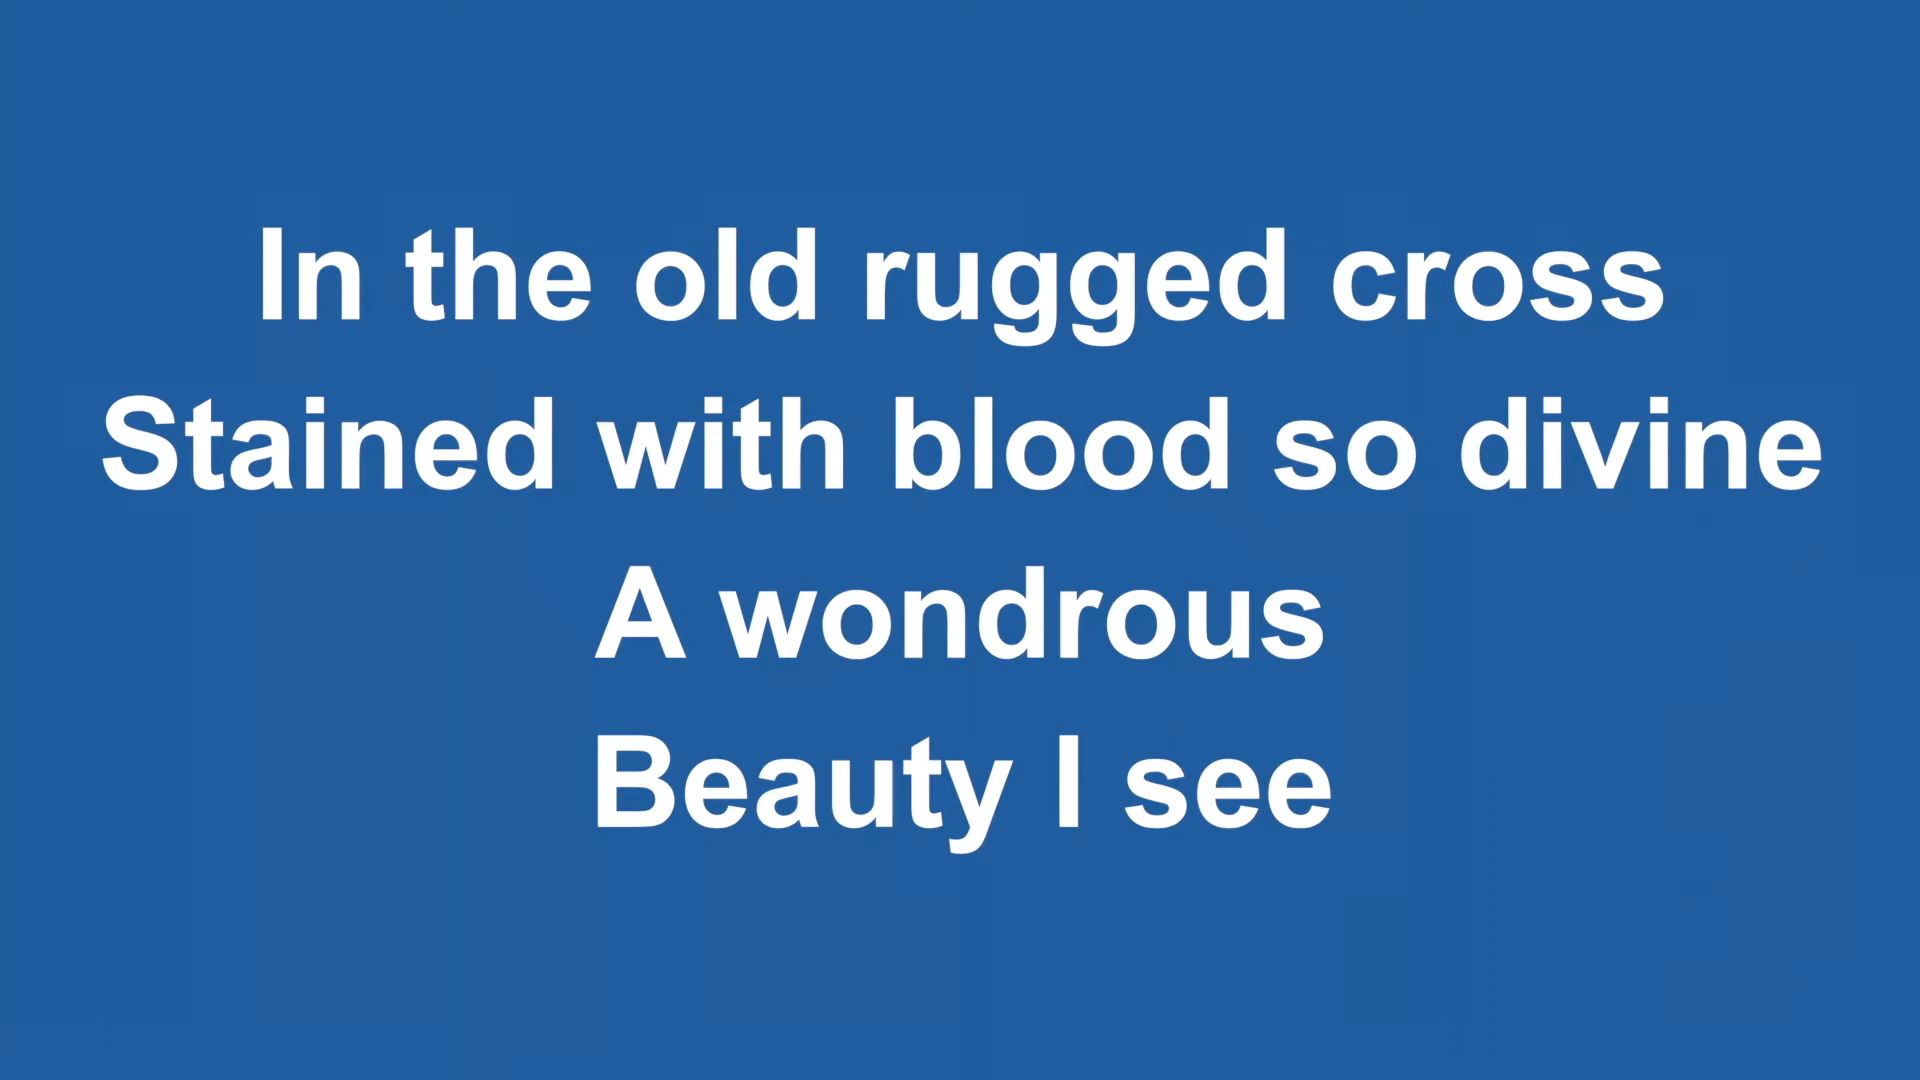 In the old rugged cross
Stained with blood so divine
A wondrous
Beauty I see